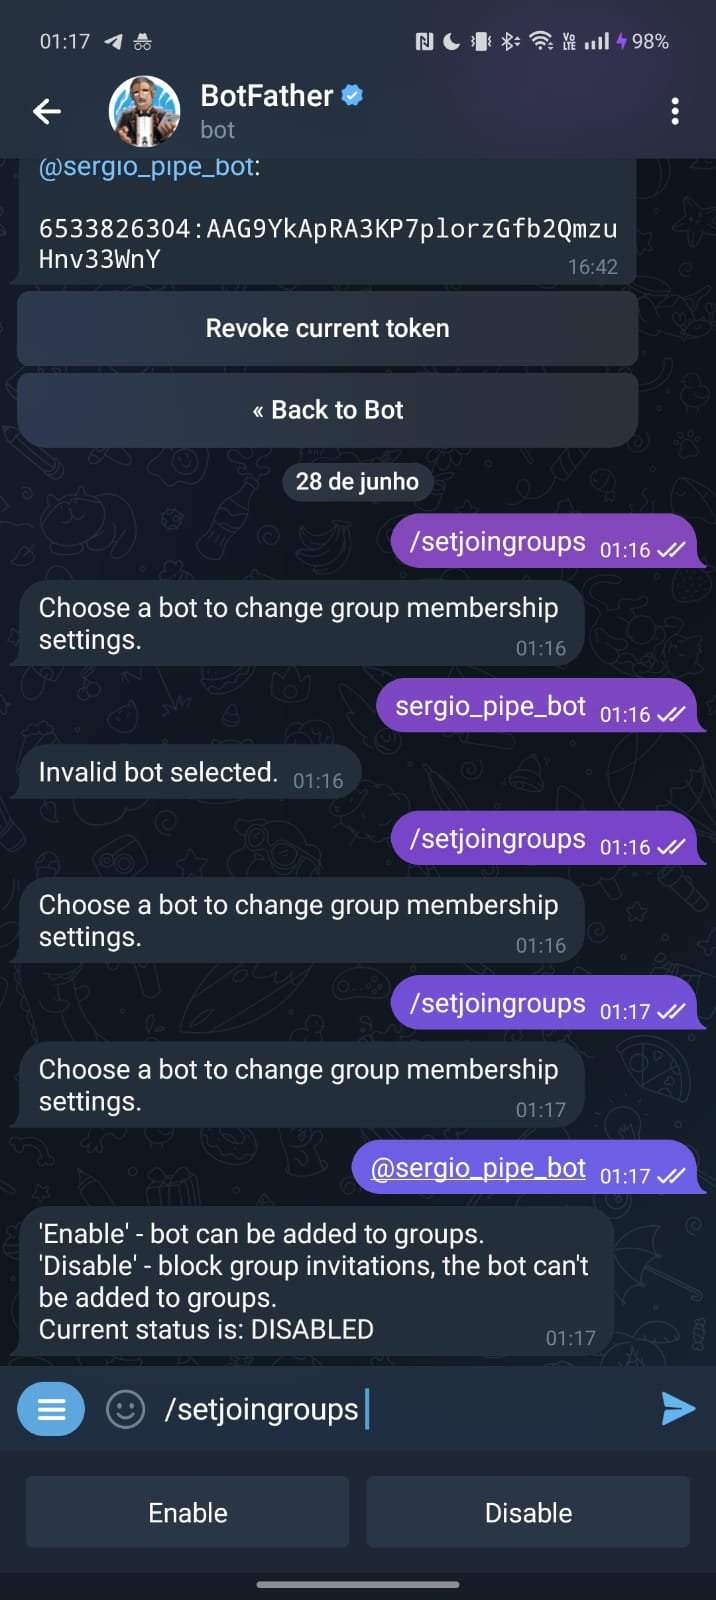 01:17
98%
BotFather
bot
@sergio_pipe_bot:
6533826304:AAG9YkApRA3KP7plorzGfb2Qmzu
Hnv33WnY
16:42
Revoke current token
« Back to Bot
28 de junho
/setjoingroups 01:16
Choose a bot to change group membership
settings.
01:16
sergio_pipe_bot 01:16
Invalid bot selected. 01:16
/setjoingroups 01:16
Choose a bot to change group membership
settings.
01:16
/setjoingroups 01:17
Choose a bot to change group membership
settings.
01:17
@sergio_pipe_bot 01:17
'Enable' - bot can be added to groups.
'Disable' - block group invitations, the bot can't
be added to groups.
Current status is: DISABLED
01:17
/setjoingroups
Enable
Disable